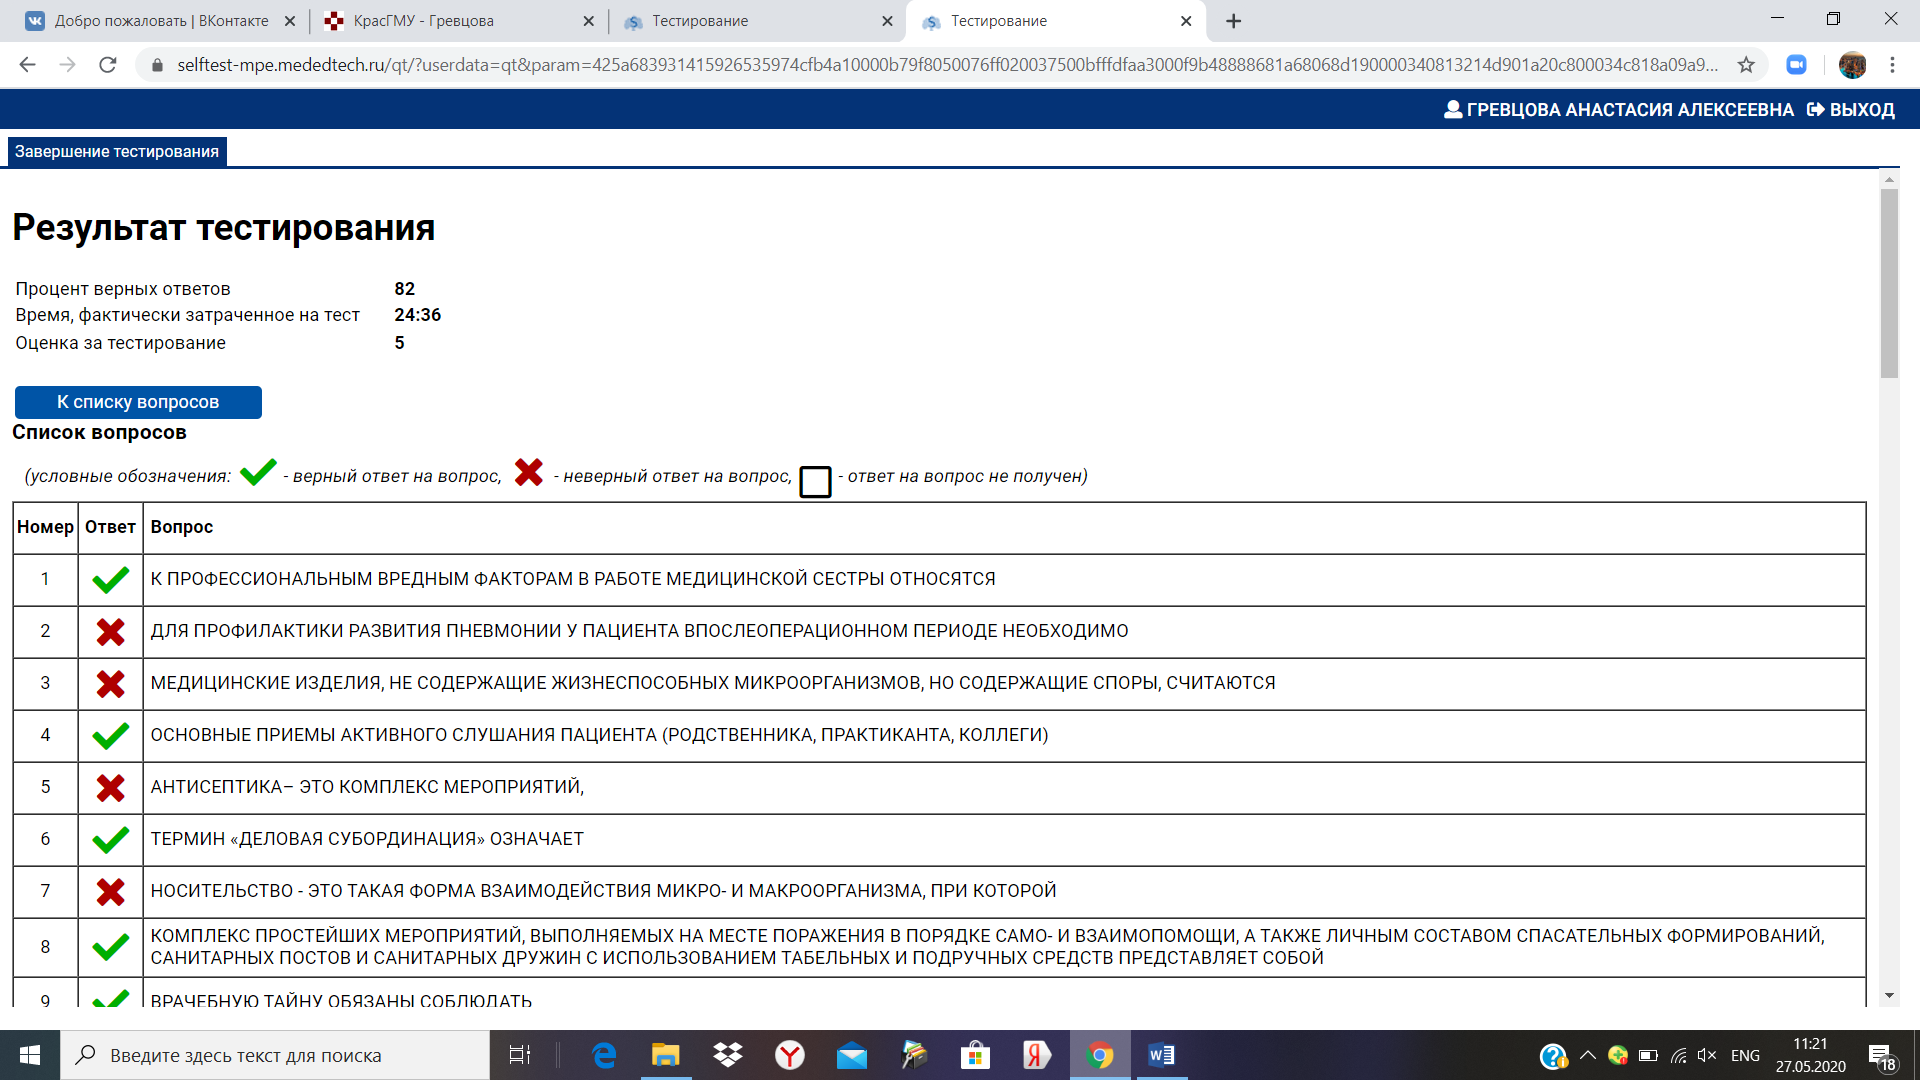 Добро пожаловать | ВКонтакте
КрасГМУ - Гревцова
Тестирование
Тестирование
selftest-mpe.mededtech.ru/qt/?userdata=qt&param=425a683931415926535974cfb4a10000b79f8050076ff020037500bfffdfaa3000f9b48888681a68068d190000340813214d901a20c800034c818a09a9...
ГРЕВЦОВА АНАСТАСИЯ АЛЕКСЕЕВНА ВЫХОД
Завершение тестирования
Результат тестирования
Процент верных ответов 82
Время, фактически затраченное на тест 24:36
Оценка за тестирование 5
К списку вопросов
Список вопросов
(условные обозначения: - верный ответ на вопрос, - неверный ответ на вопрос, - ответ на вопрос не получен)
Номер Ответ Вопрос
1 К ПРОФЕССИОНАЛЬНЫМ ВРЕДНЫМ ФАКТОРАМ В РАБОТЕ МЕДИЦИНСКОЙ СЕСТРЫ ОТНОСЯТСЯ
2 ДЛЯ ПРОФИЛАКТИКИ РАЗВИТИЯ ПНЕВМОНИИ У ПАЦИЕНТА ВПОСЛЕОПЕРАЦИОННОМ ПЕРИОДЕ НЕОБХОДИМО
3 МЕДИЦИНСКИЕ ИЗДЕЛИЯ, НЕ СОДЕРЖАЩИЕ ЖИЗНЕСПОСОБНЫХ МИКРООРГАНИЗМОВ, НО СОДЕРЖАЩИЕ СПОРЫ, СЧИТАЮТСЯ
4 ОСНОВНЫЕ ПРИЕМЫ АКТИВНОГО СЛУШАНИЯ ПАЦИЕНТА (РОДСТВЕННИКА, ПРАКТИКАНТА, КОЛЛЕГИ)
5 АНТИСЕПТИКА– ЭТО КОМПЛЕКС МЕРОПРИЯТИЙ,
6 ТЕРМИН «ДЕЛОВАЯ СУБОРДИНАЦИЯ» ОЗНАЧАЕТ
7 НОСИТЕЛЬСТВО - ЭТО ТАКАЯ ФОРМА ВЗАИМОДЕЙСТВИЯ МИКРО- И МАКРООРГАНИЗМА, ПРИ КОТОРОЙ
8 КОМПЛЕКС ПРОСТЕЙШИХ МЕРОПРИЯТИЙ, ВЫПОЛНЯЕМЫХ НА МЕСТЕ ПОРАЖЕНИЯ В ПОРЯДКЕ САМО- И ВЗАИМОПОМОЩИ, А ТАКЖЕ ЛИЧНЫМ СОСТАВОМ СПАСАТЕЛЬНЫХ ФОРМИРОВАНИЙ,
САНИТАРНЫХ ПОСТОВ И САНИТАРНЫХ ДРУЖИН С ИСПОЛЬЗОВАНИЕМ ТАБЕЛЬНЫХ И ПОДРУЧНЫХ СРЕДСТВ ПРЕДСТАВЛЯЕТ СОБОЙ
9 ВРАЧЕБНУЮ ТАЙНУ ОБЯЗАНЫ СОБЛЮДАТЬ
Введите здесь текст для поиска
ENG
11:21
27.05.2020
18